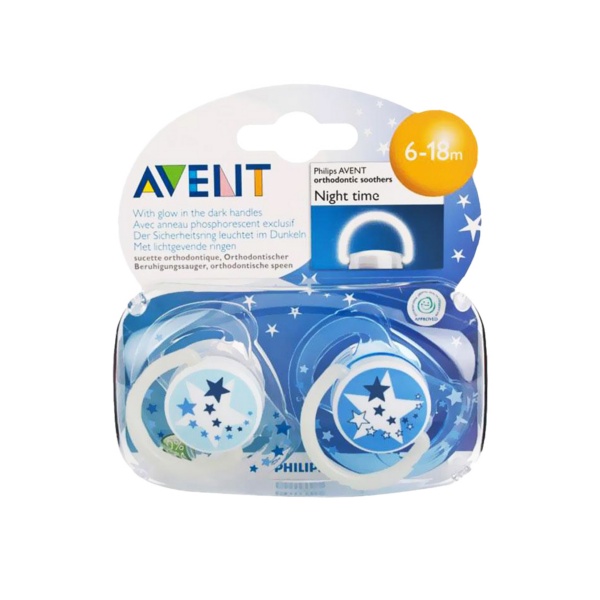 6-18m
AVENT
Philips AVENT
orthodontic soothers
Night time
With glow in the dark handles
Avec anneau phosphorescent exclusif
Der Sicherheitsring leuchtet im Dunkeln
Met lichtgevende ringen
sucette orthodontique, Orthodontischer
Beruhigungssauger, orthodontische speen
APPROVED
PHILIPS